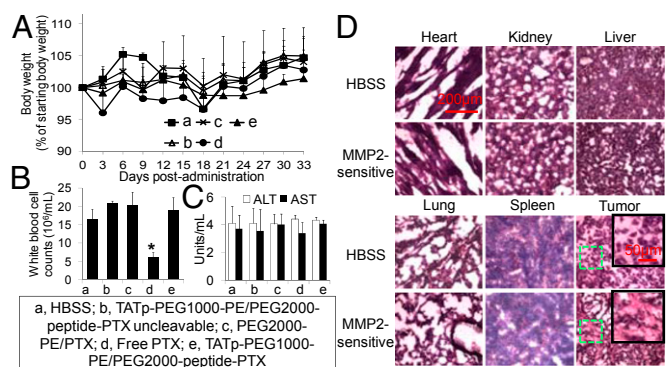 A
Body weight
(% of starting body weight)
110
105
100
95
90
a c e
b d
0 3 6 9 12 15 18 21 24 27 30 33
Days post-administration
B
White blood cell
counts (10⁶/mL)
25
20
15
10
5
0
*
a b c d e
C
ALT AST
Units/mL
6
4
2
0
a b c d e
a, HBSS; b, TATp-PEG1000-
PE/PEG2000-
peptide-PTX uncleavable; c, PEG2000-
PE/PTX; d, Free PTX; e, TATp-PEG1000-
PE/PEG2000-peptide-PTX
D
Heart Kidney Liver
HBSS
200μm
MMP2-
sensitive
Lung Spleen Tumor
HBSS
50μm
MMP2-
sensitive